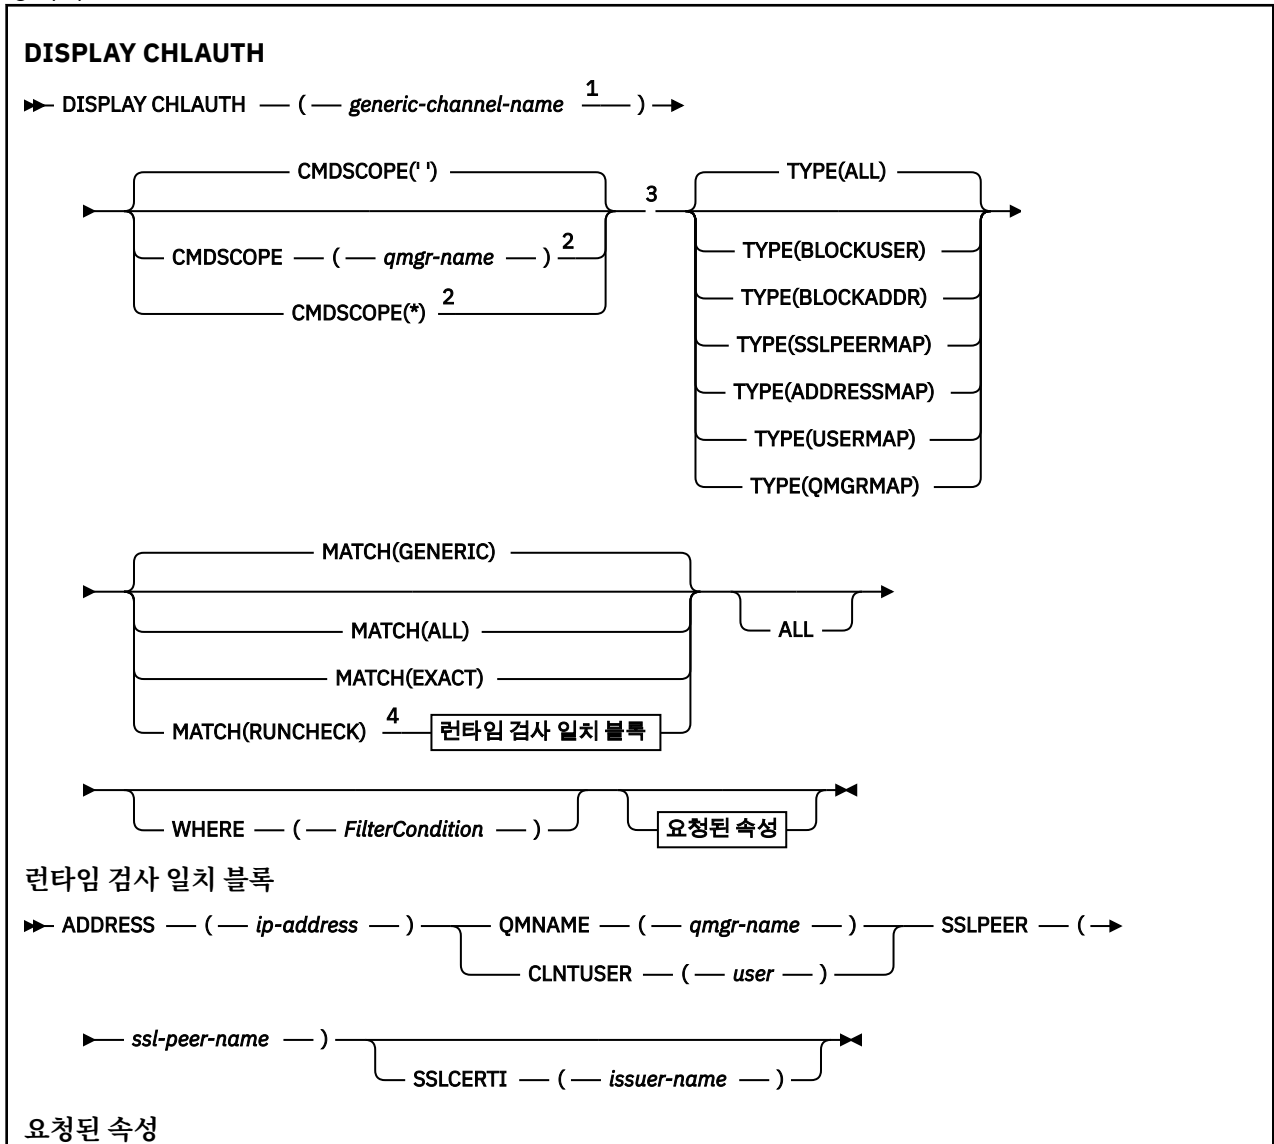 DISPLAY CHLAUTH
DISPLAY CHLAUTH ( generic-channel-name 1 )
CMDSCOPE(' ')
CMDSCOPE ( qmgr-name ) 2
CMDSCOPE(*) 2
3
TYPE(ALL)
TYPE(BLOCKUSER)
TYPE(BLOCKADDR)
TYPE(SSLPEERMAP)
TYPE(ADDRESSMAP)
TYPE(USERMAP)
TYPE(QMGRMAP)
MATCH(GENERIC)
MATCH(ALL)
MATCH(EXACT)
MATCH(RUNCHECK) 4 런타임 검사 일치 블록
ALL
WHERE ( FilterCondition )
요청된 속성
런타임 검사 일치 블록
ADDRESS ( ip-address ) QMNAME ( qmgr-name ) SSLPEER (
CLNTUSER ( user )
ssl-peer-name )
SSLCERTI ( issuer-name )
요청된 속성